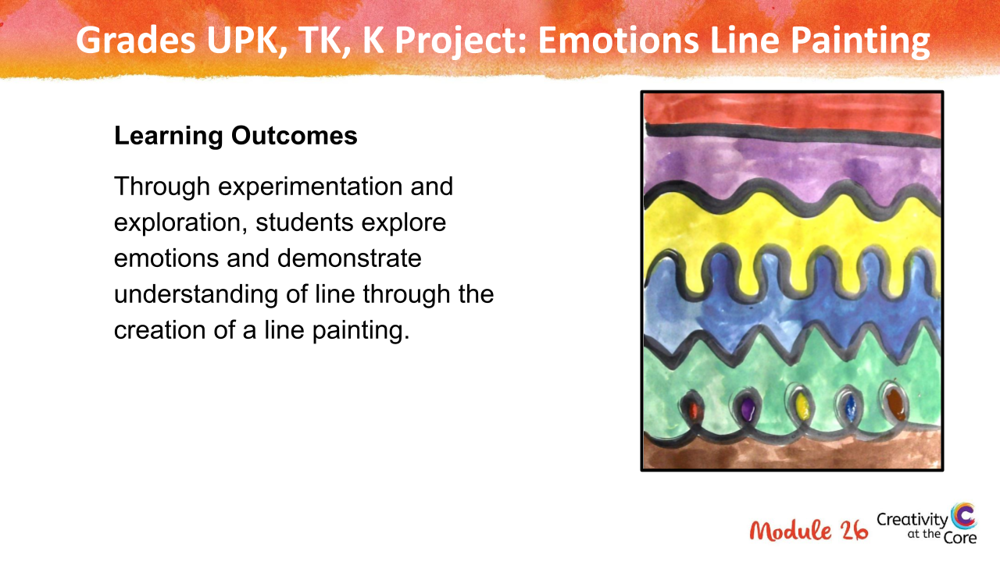 Grades UPK, TK, K Project: Emotions Line Painting
Learning Outcomes
Through experimentation and
exploration, students explore
emotions and demonstrate
understanding of line through the
creation of a line painting.
Module 26
Creativity
at the Core